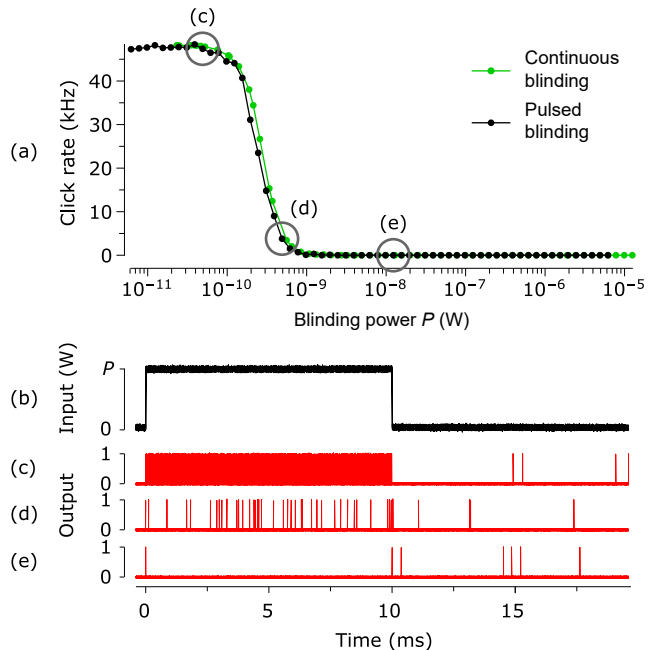 (c)
40
30
20
10
0
Click rate (kHz)
(a)
Continuous
blinding
Pulsed
blinding
(d)
(e)
10⁻¹¹ 10⁻¹⁰ 10⁻⁹ 10⁻⁸ 10⁻⁷ 10⁻⁶ 10⁻⁵
Blinding power P (W)
(b)
Input (W)
P
0
(c)
1
0
(d)
Output
1
0
(e)
1
0
0 5 10 15
Time (ms)